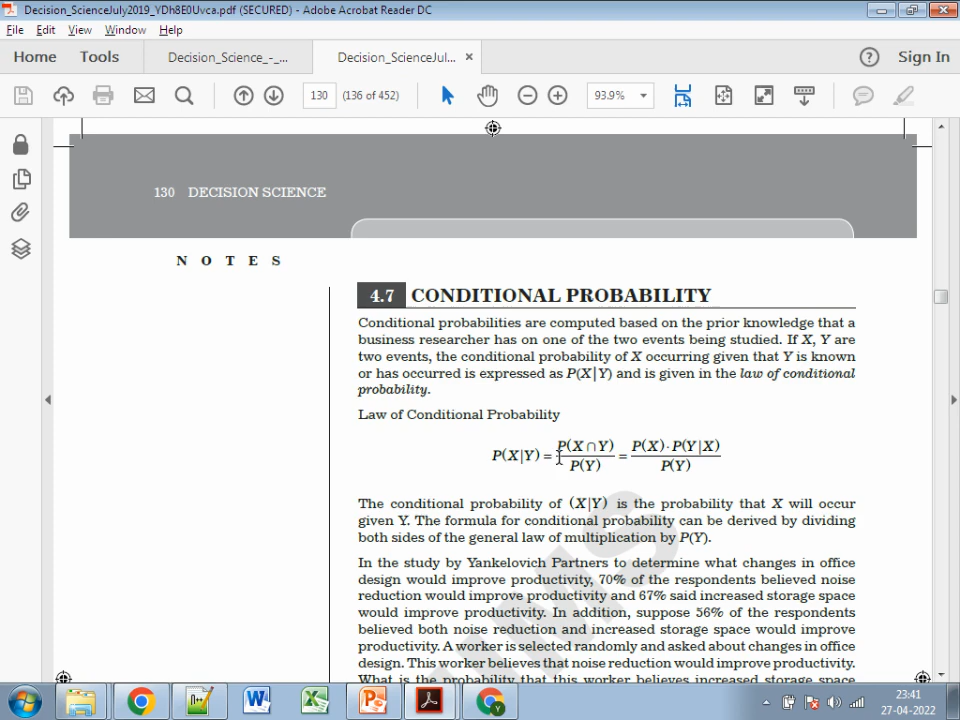 Decision_ScienceJuly2019_YDh8E0Uvca.pdf (SECURED) - Adobe Acrobat Reader DC
File Edit View Window Help
Home Tools Decision_Science_-_... Decision_ScienceJul... × ? Sign In
130 (136 of 452) 93.9%
130 DECISION SCIENCE
N O T E S
4.7 CONDITIONAL PROBABILITY
Conditional probabilities are computed based on the prior knowledge that a
business researcher has on one of the two events being studied. If X, Y are
two events, the conditional probability of X occurring given that Y is known
or has occurred is expressed as P(X|Y) and is given in the law of conditional
probability.
Law of Conditional Probability
P(X|Y) = P(X∩Y)/P(Y) = P(X)·P(Y|X)/P(Y)
The conditional probability of (X|Y) is the probability that X will occur
given Y. The formula for conditional probability can be derived by dividing
both sides of the general law of multiplication by P(Y).
In the study by Yankelovich Partners to determine what changes in office
design would improve productivity, 70% of the respondents believed noise
reduction would improve productivity and 67% said increased storage space
would improve productivity. In addition, suppose 56% of the respondents
believed both noise reduction and increased storage space would improve
productivity. A worker is selected randomly and asked about changes in office
design. This worker believes that noise reduction would improve productivity.
What is the probability that this worker believes increased storage space
23:41
27-04-2022